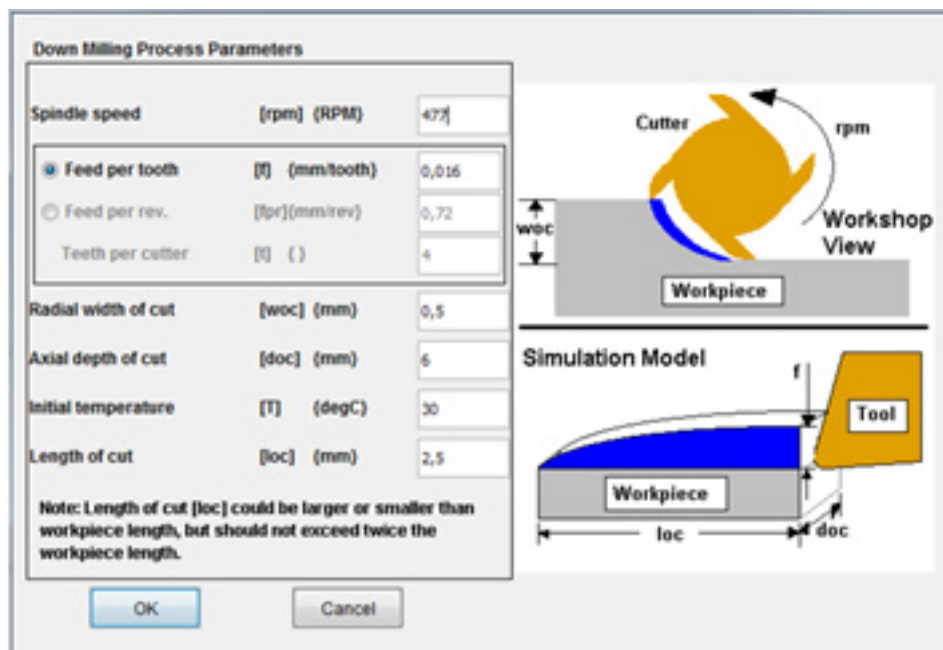 Down Milling Process Parameters
Spindle speed [rpm] (RPM) 477
Feed per tooth [f] (mm/tooth) 0,016
Feed per rev. [fpr](mm/rev) 0,72
Teeth per cutter [t] ( ) 4
Radial width of cut [woc] (mm) 0,5
Axial depth of cut [doc] (mm) 6
Initial temperature [T] (degC) 30
Length of cut [loc] (mm) 2,5
Note: Length of cut [loc] could be larger or smaller than
workpiece length, but should not exceed twice the
workpiece length.
OK Cancel
Cutter
rpm
woc
Workshop
View
Workpiece
Simulation Model
f
Tool
Workpiece
loc
doc